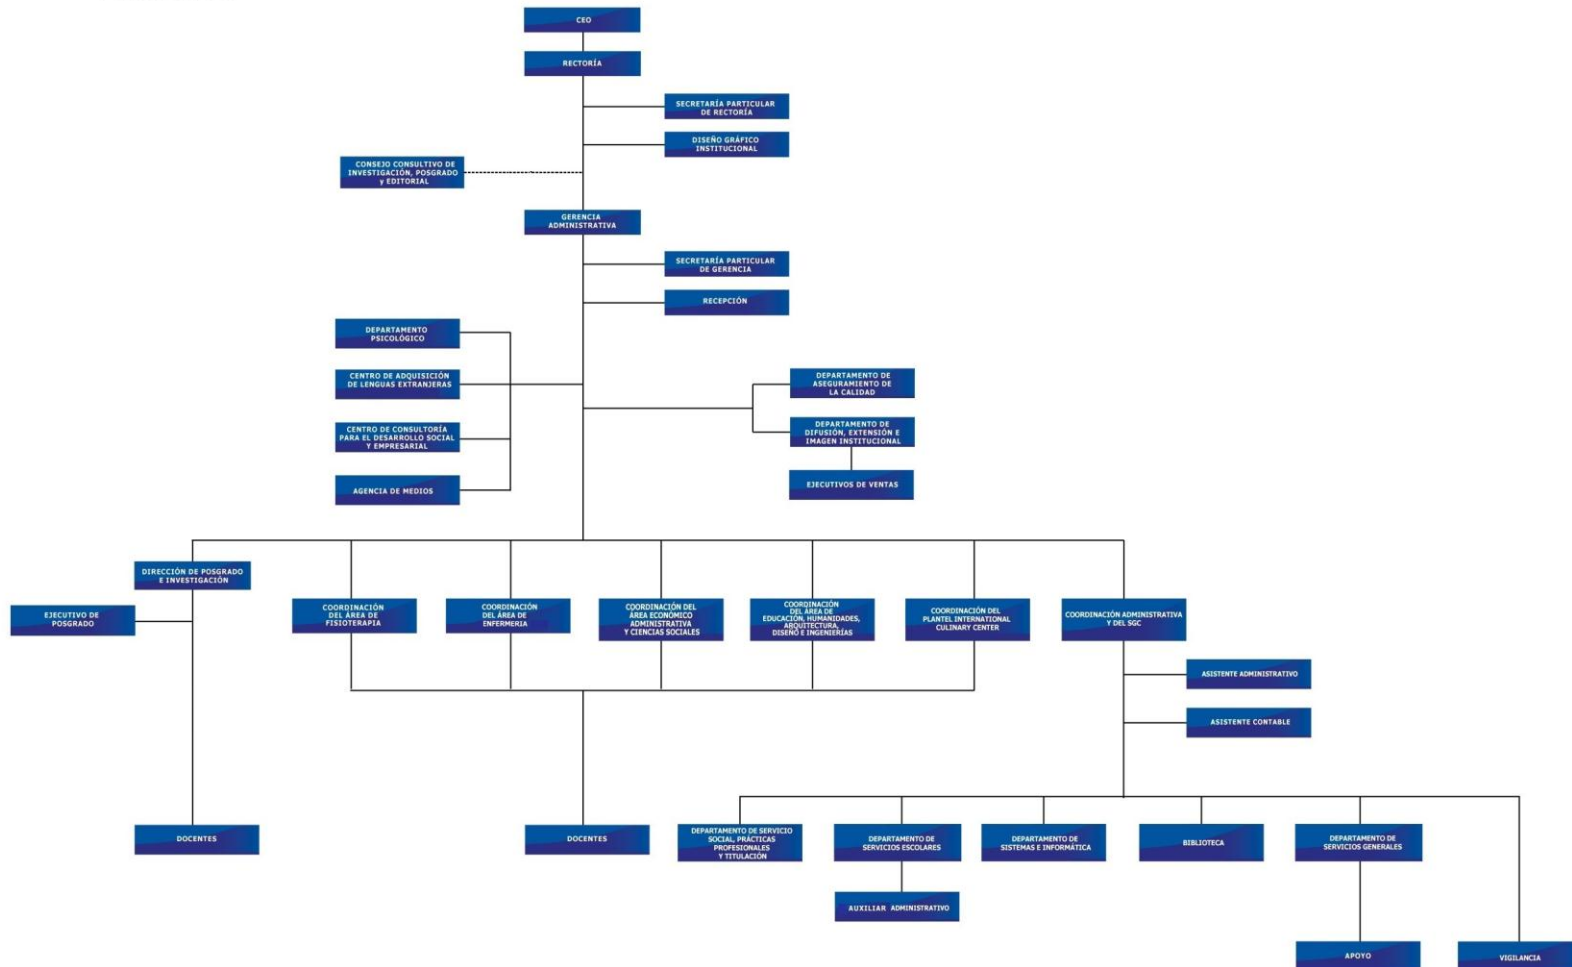 CEO
RECTORÍA
SECRETARÍA PARTICULAR
DE RECTORÍA
DISEÑO GRÁFICO
INSTITUCIONAL
CONSEJO CONSULTIVO DE
INVESTIGACIÓN, POSGRADO
y EDITORIAL
GERENCIA
ADMINISTRATIVA
SECRETARÍA PARTICULAR
DE GERENCIA
RECEPCIÓN
DEPARTAMENTO
PSICOLÓGICO
CENTRO DE ADQUISICIÓN
DE LENGUAS EXTRANJERAS
CENTRO DE CONSULTORÍA
PARA EL DESARROLLO SOCIAL
Y EMPRESARIAL
AGENCIA DE MEDIOS
DEPARTAMENTO DE
ASEGURAMIENTO DE
LA CALIDAD
DEPARTAMENTO DE
DIFUSIÓN, EXTENSIÓN E
IMAGEN INSTITUCIONAL
EJECUTIVOS DE VENTAS
DIRECCIÓN DE POSGRADO
E INVESTIGACIÓN
EJECUTIVO DE
POSGRADO
COORDINACIÓN
DEL ÁREA DE
FISIOTERAPIA
COORDINACIÓN
DEL ÁREA DE
ENFERMERIA
COORDINACIÓN DEL
ÁREA ECONÓMICO
ADMINISTRATIVA
Y CIENCIAS SOCIALES
COORDINACIÓN
DEL ÁREA DE
EDUCACIÓN, HUMANIDADES,
ARQUITECTURA,
DISEÑO E INGENIERÍAS
COORDINACIÓN DEL
PLANTEL INTERNATIONAL
CULINARY CENTER
COORDINACIÓN ADMINISTRATIVA
Y DEL SGC
ASISTENTE ADMINISTRATIVO
ASISTENTE CONTABLE
DOCENTES
DOCENTES
DEPARTAMENTO DE SERVICIO
SOCIAL, PRÁCTICAS
PROFESIONALES
Y TITULACIÓN
DEPARTAMENTO DE
SERVICIOS ESCOLARES
DEPARTAMENTO DE
SISTEMAS E INFORMÁTICA
BIBLIOTECA
DEPARTAMENTO DE
SERVICIOS GENERALES
AUXILIAR ADMINISTRATIVO
APOYO
VIGILANCIA